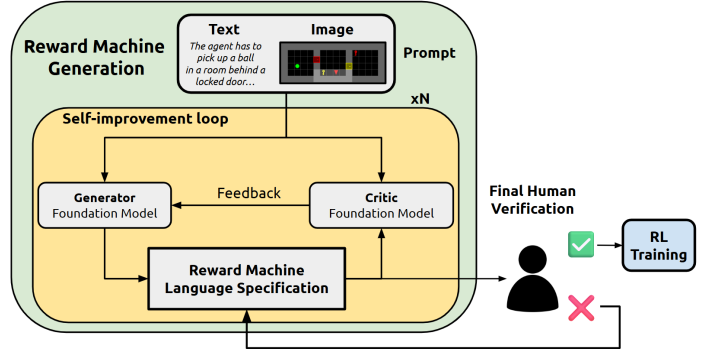 Reward Machine
Generation
Text
The agent has to
pick up a ball
in a room behind a
locked door...
Image
Prompt
xN
Self-improvement loop
Generator
Foundation Model
Feedback
Critic
Foundation Model
Reward Machine
Language Specification
Final Human
Verification
RL
Training